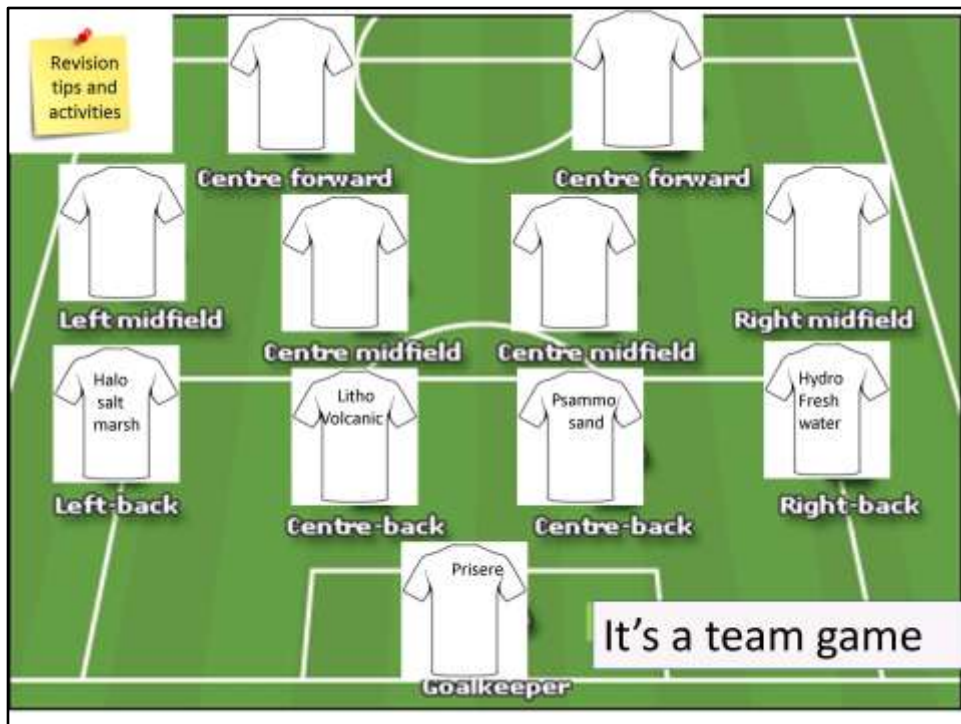 Revision
tips and
activities
Centre forward
Centre forward
Left midfield
Centre midfield
Centre midfield
Right midfield
Halo
salt
marsh
Left-back
Litho
Volcanic
Centre-back
Psammo
sand
Centre-back
Hydro
Fresh
water
Right-back
Prisere
Goalkeeper
It's a team game